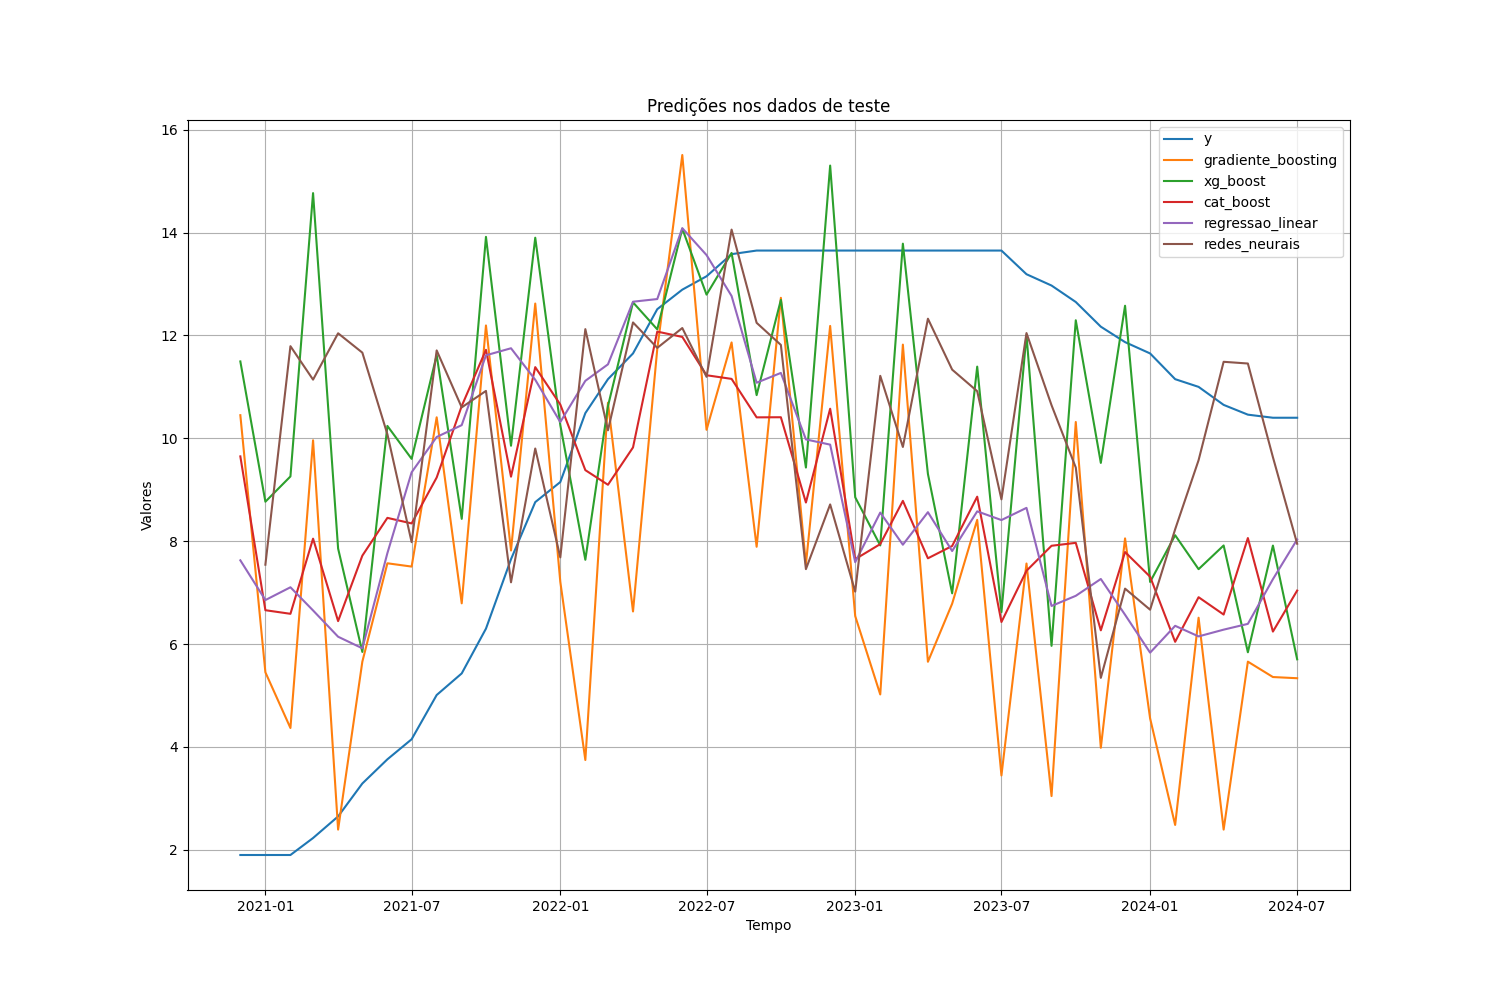 Predições nos dados de teste
y
gradiente_boosting
xg_boost
cat_boost
regressao_linear
redes_neurais
16
14
12
10
8
6
4
2
Valores
2021-01 2021-07 2022-01 2022-07 2023-01 2023-07 2024-01 2024-07
Tempo